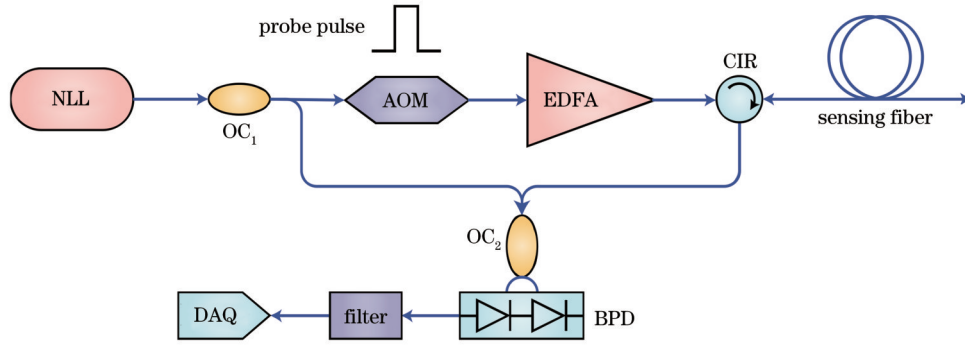 probe pulse
NLL
OC1
AOM
EDFA
CIR
sensing fiber
OC2
DAQ
filter
BPD